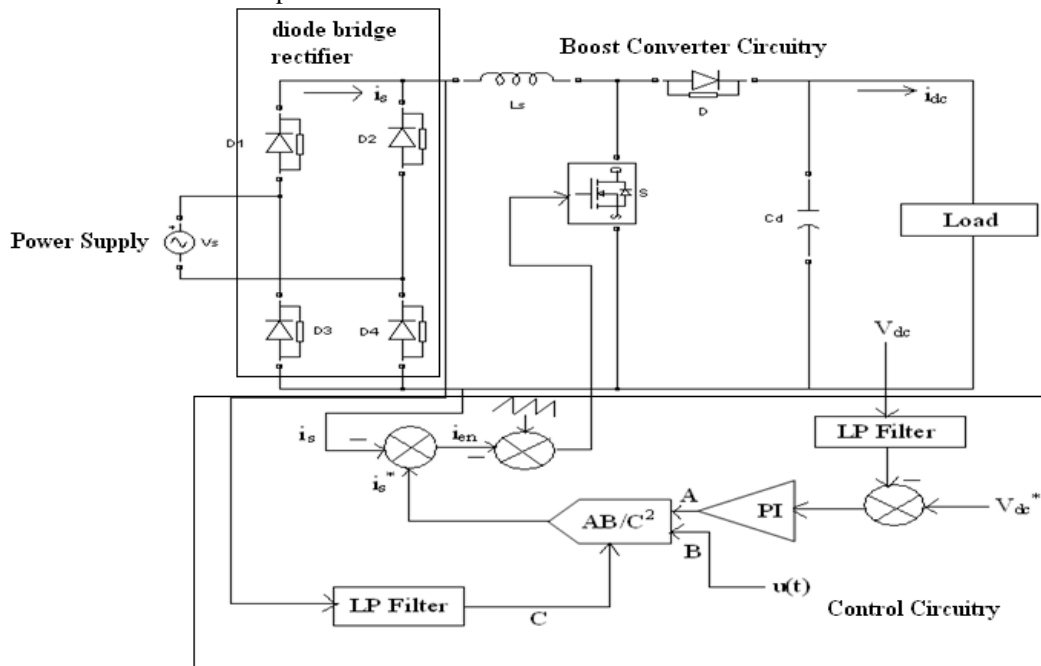 diode bridge
rectifier
Boost Converter Circuitry
is
Ls
D
idc
D1
D2
S
Cd
Load
Power Supply
Vs
D3
D4
Vdc
is
ien
LP Filter
is*
A
PI
Vdc*
AB/C²
B
u(t)
LP Filter
C
Control Circuitry